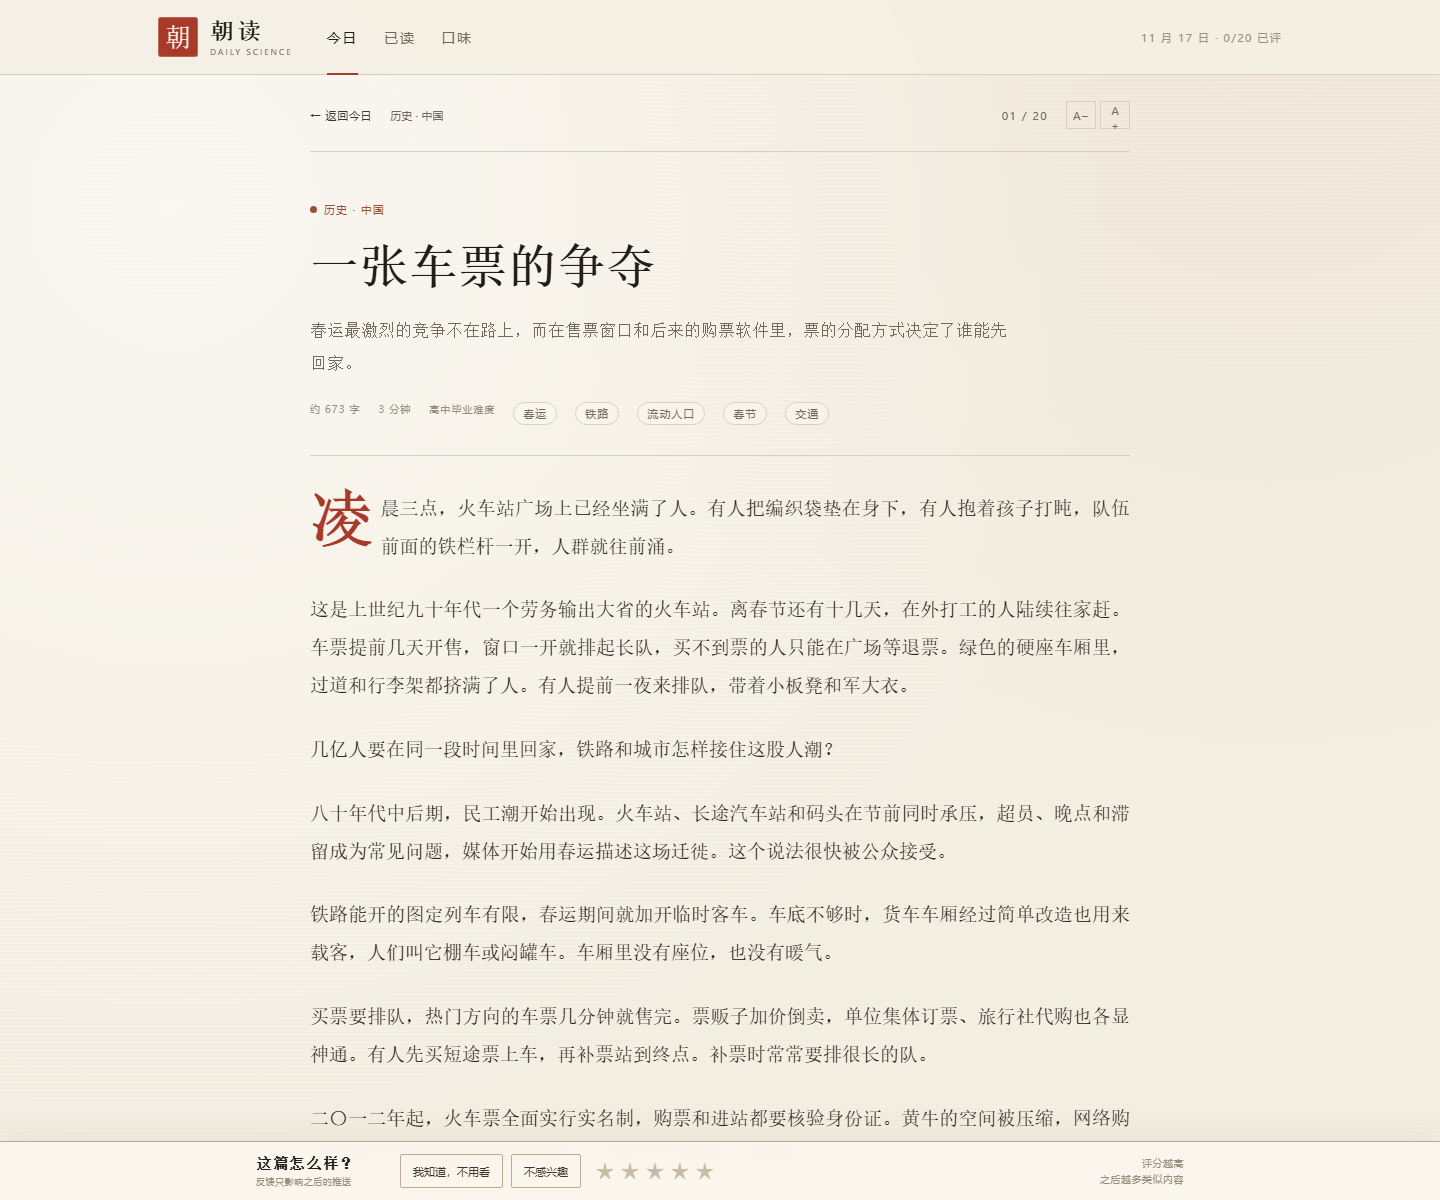 朝 朝读 今日 已读 口味 11 月 17 日 · 0/20 已评
DAILY SCIENCE
← 返回今日 历史 · 中国 01 / 20 A− A+
历史 · 中国
一张车票的争夺
春运最激烈的竞争不在路上，而在售票窗口和后来的购票软件里，票的分配方式决定了谁能先
回家。
约 673 字 3 分钟 高中毕业难度 春运 铁路 流动人口 春节 交通
凌晨三点，火车站广场上已经坐满了人。有人把编织袋垫在身下，有人抱着孩子打盹，队伍
前面的铁栏杆一开，人群就往前涌。
这是上世纪九十年代一个劳务输出大省的火车站。离春节还有十几天，在外打工的人陆续往家赶。
车票提前几天开售，窗口一开就排起长队，买不到票的人只能在广场等退票。绿色的硬座车厢里，
过道和行李架都挤满了人。有人提前一夜来排队，带着小板凳和军大衣。
几亿人要在同一段时间里回家，铁路和城市怎样接住这股人潮？
八十年代中后期，民工潮开始出现。火车站、长途汽车站和码头在节前同时承压，超员、晚点和滞
留成为常见问题，媒体开始用春运描述这场迁徙。这个说法很快被公众接受。
铁路能开的图定列车有限，春运期间就加开临时客车。车底不够时，货车车厢经过简单改造也用来
载客，人们叫它棚车或闷罐车。车厢里没有座位，也没有暖气。
买票要排队，热门方向的车票几分钟就售完。票贩子加价倒卖，单位集体订票、旅行社代购也各显
神通。有人先买短途票上车，再补票站到终点。补票时常常要排很长的队。
二〇一二年起，火车票全面实行实名制，购票和进站都要核验身份证。黄牛的空间被压缩，网络购
这篇怎么样？ 我知道，不用看 不感兴趣 ★★★★★ 评分越高
反馈只影响之后的推送 之后越多类似内容